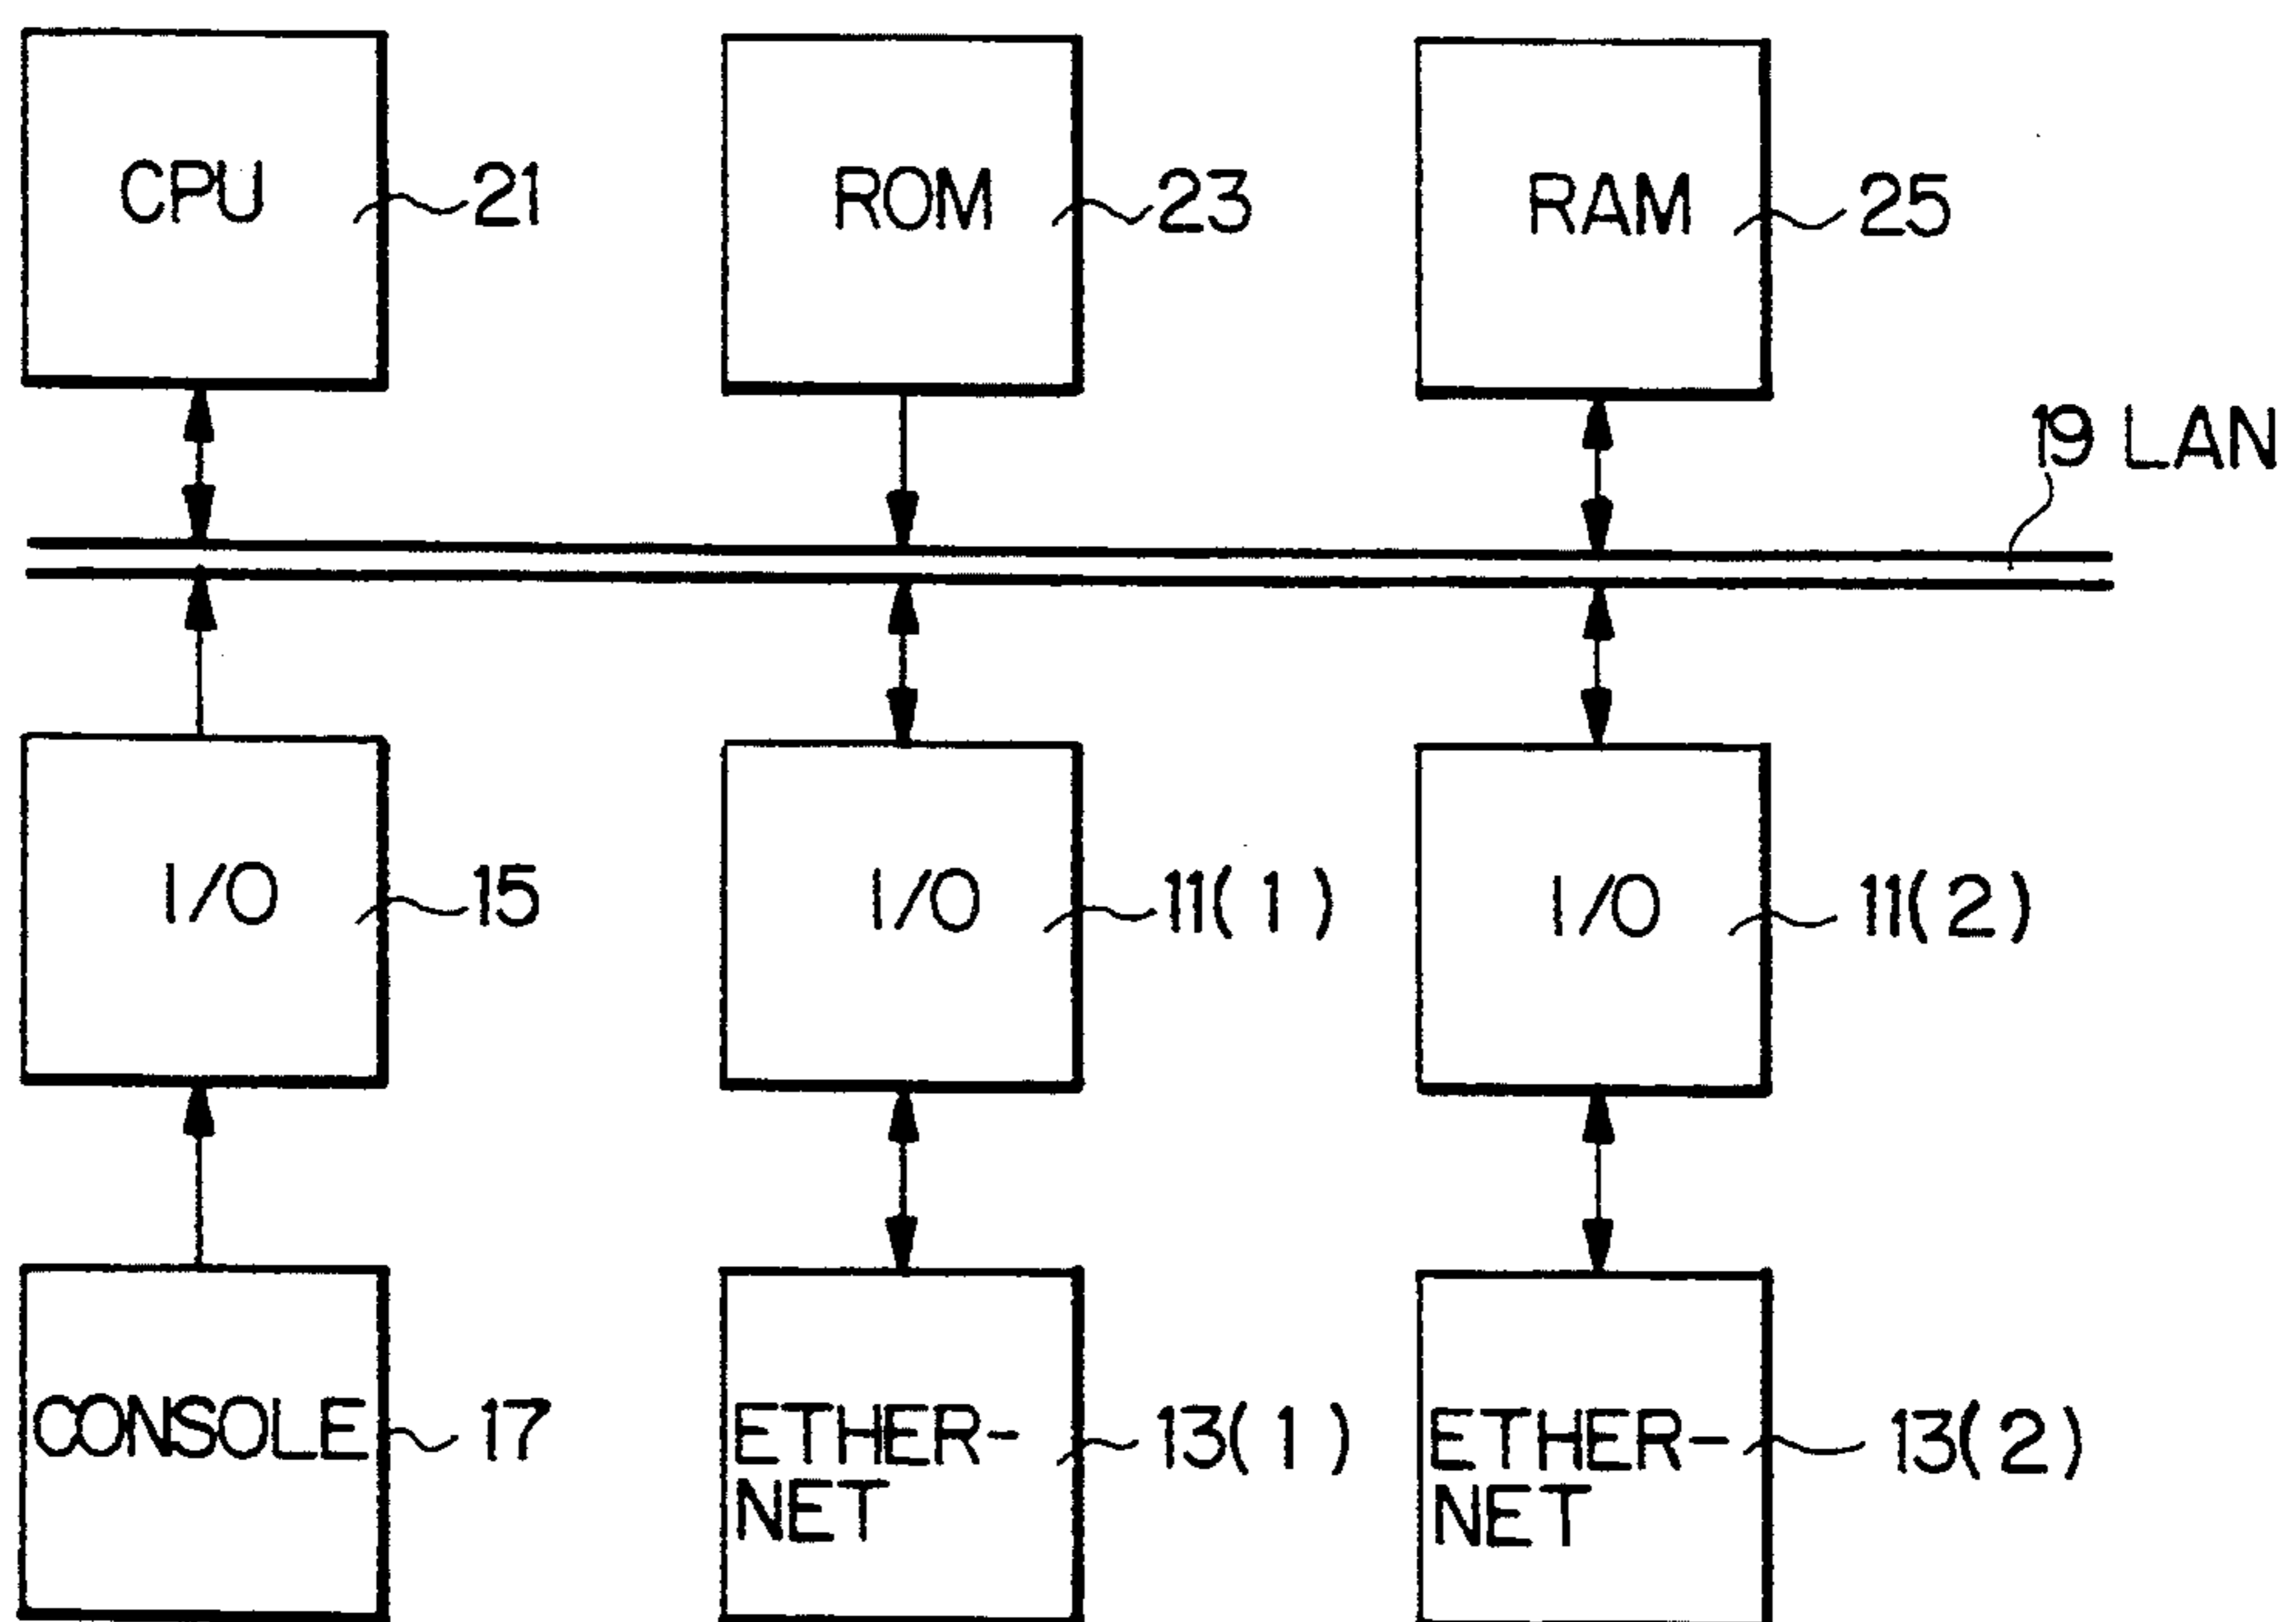 CPU 21
ROM 23
RAM 25
19 LAN
I/O 15
I/O 11(1)
I/O 11(2)
CONSOLE 17
ETHER-
NET
13(1)
ETHER-
NET
13(2)